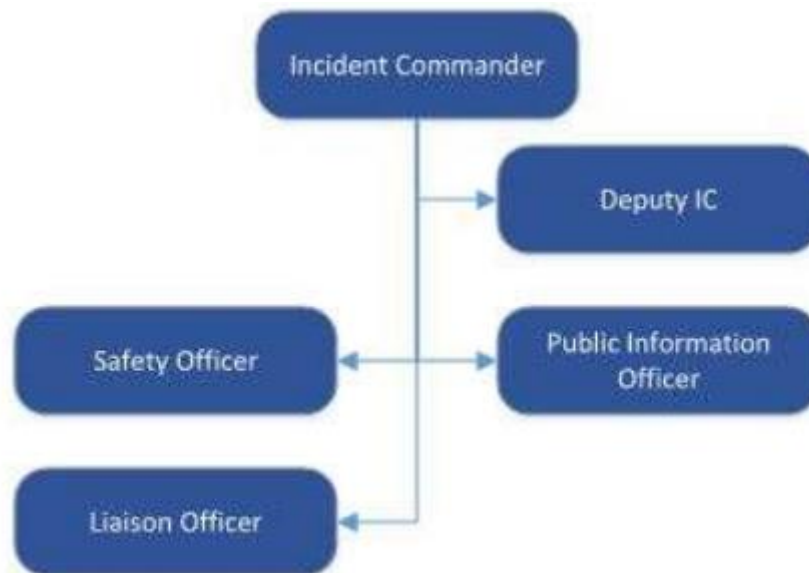 Incident Commander
Deputy IC
Safety Officer
Public Information
Officer
Liaison Officer